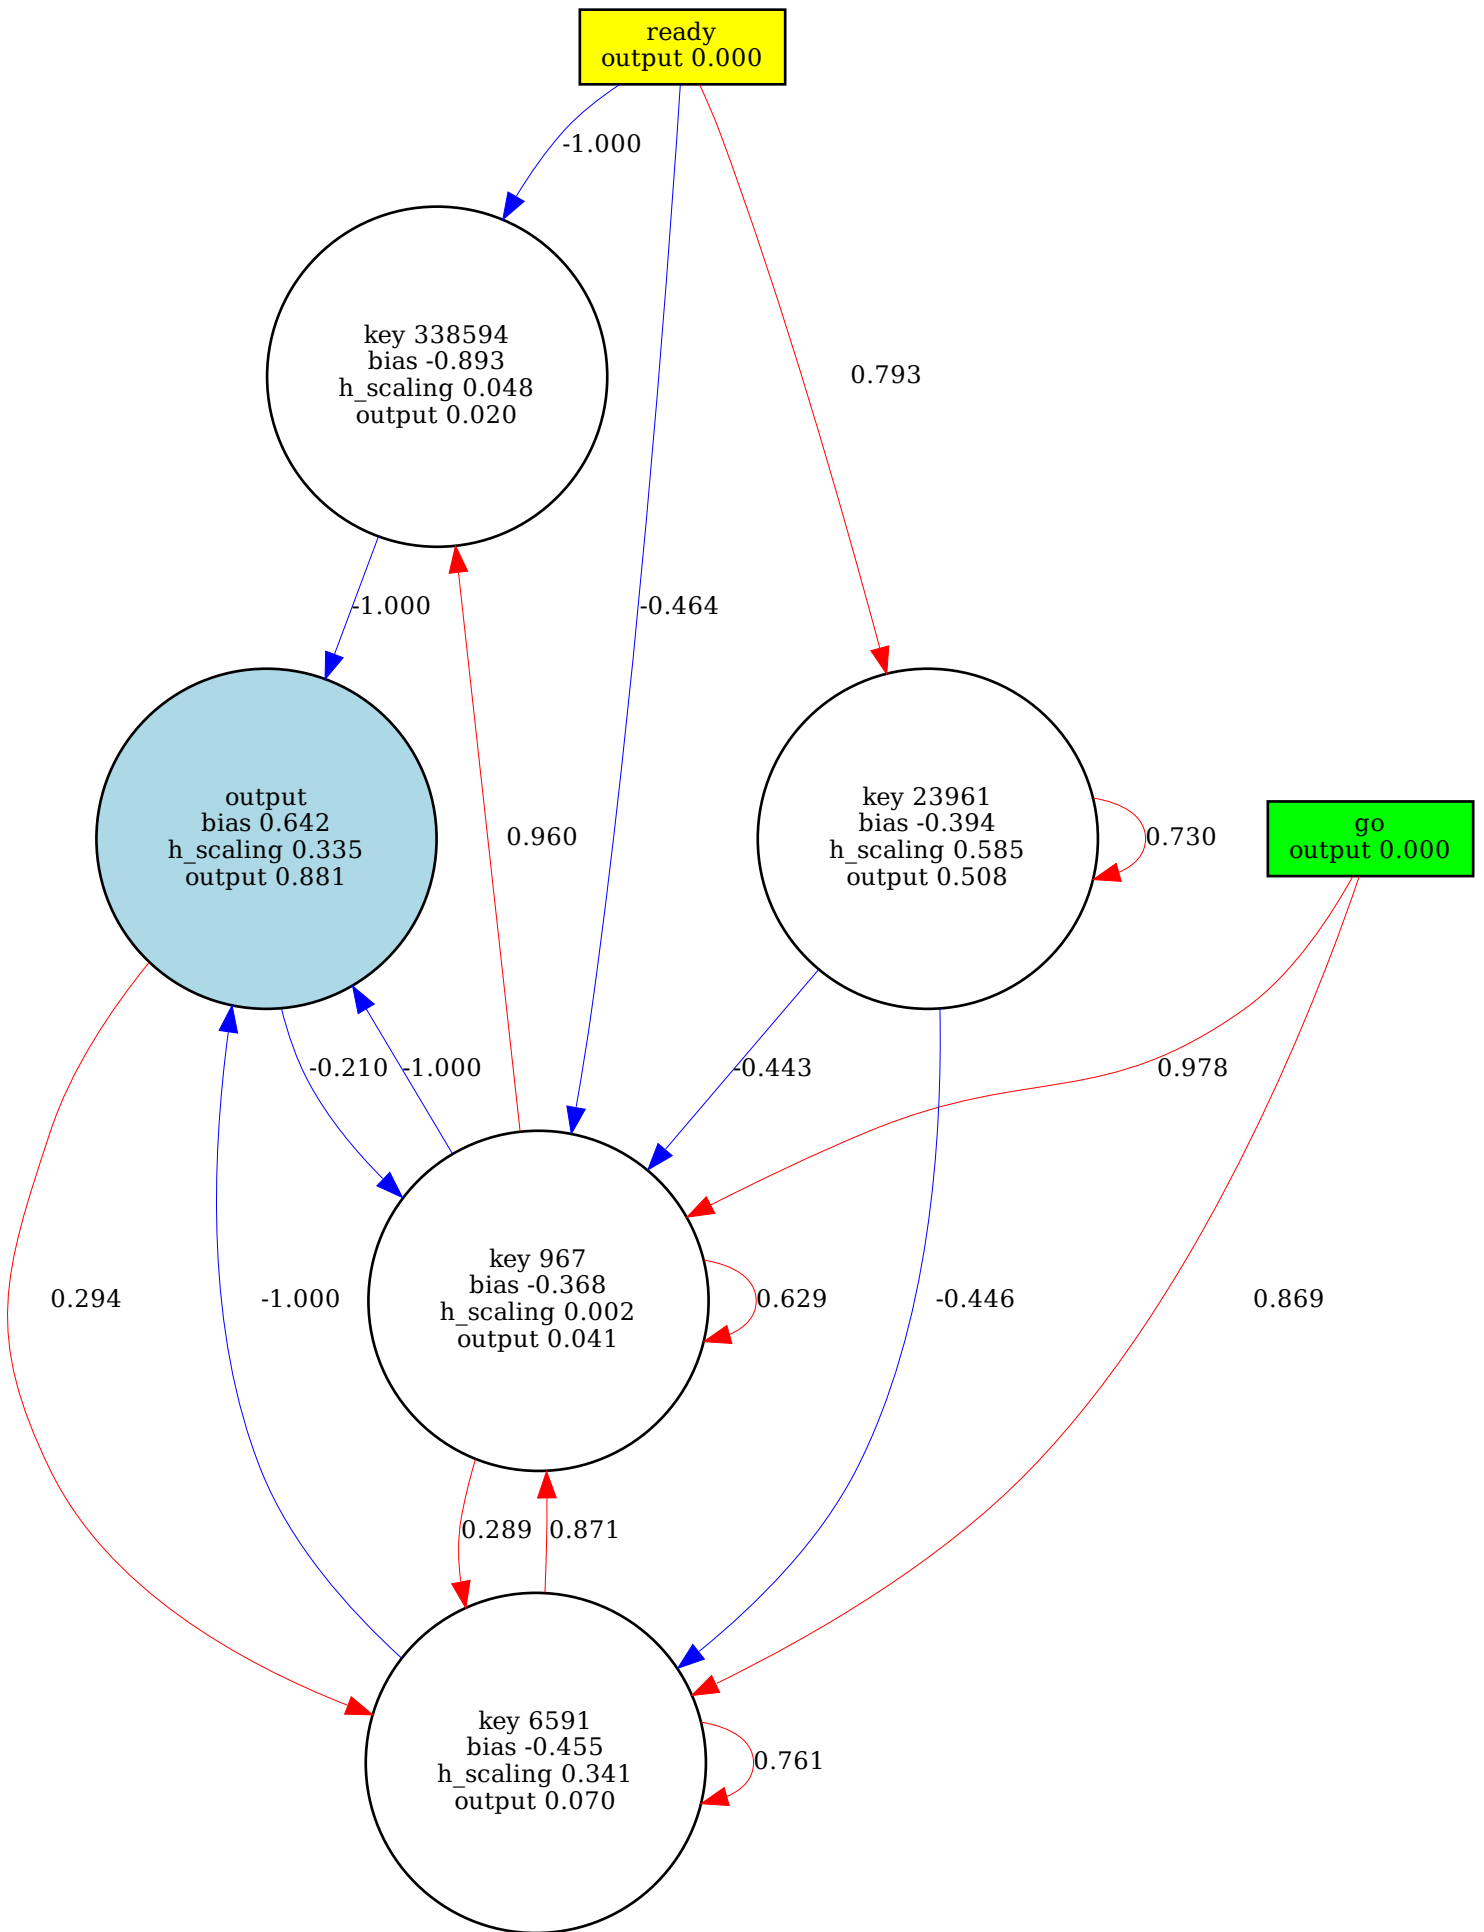 ready
output 0.000
-1.000
key 338594
bias -0.893
h_scaling 0.048
output 0.020
0.793
-1.000
-0.464
output
bias 0.642
h_scaling 0.335
output 0.881
0.960
key 23961
bias -0.394
h_scaling 0.585
output 0.508
0.730
go
output 0.000
-0.210
-1.000
-0.443
0.978
0.294
-1.000
key 967
bias -0.368
h_scaling 0.002
output 0.041
0.629
-0.446
0.869
0.289
0.871
key 6591
bias -0.455
h_scaling 0.341
output 0.070
0.761